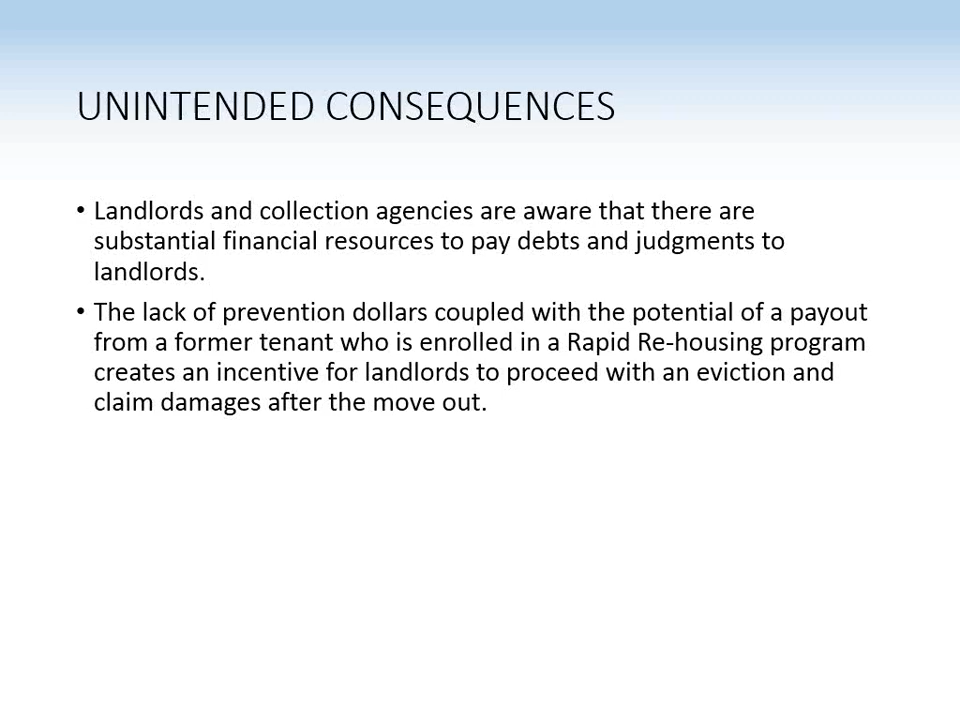 UNINTENDED CONSEQUENCES
• Landlords and collection agencies are aware that there are
substantial financial resources to pay debts and judgments to
landlords.
• The lack of prevention dollars coupled with the potential of a payout
from a former tenant who is enrolled in a Rapid Re-housing program
creates an incentive for landlords to proceed with an eviction and
claim damages after the move out.